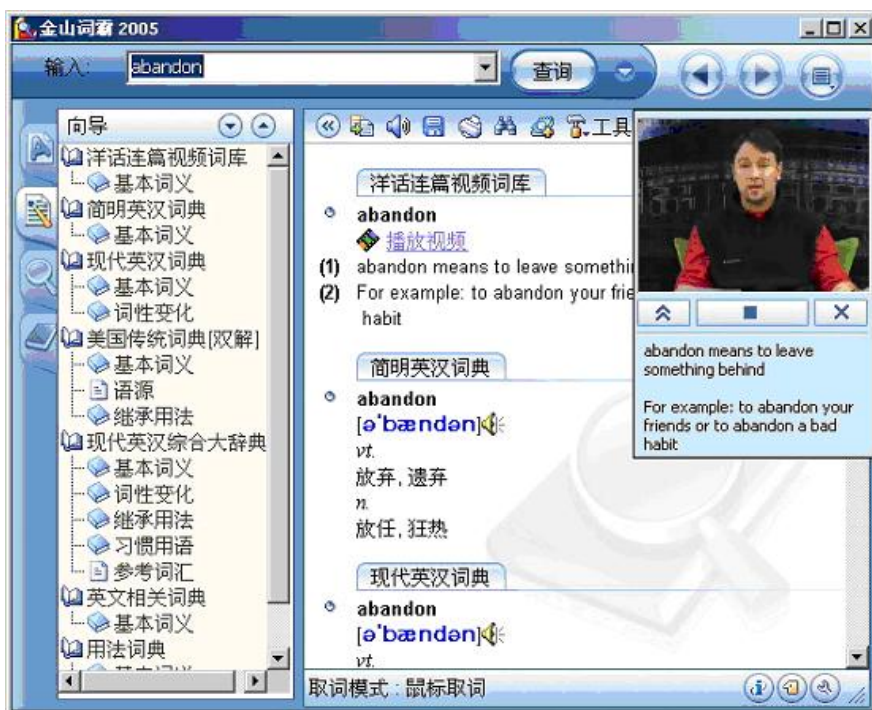 金山词霸 2005
输入:
abandon
查询
向导
洋话连篇视频词库
基本词义
简明英汉词典
基本词义
现代英汉词典
基本词义
词性变化
美国传统词典[双解]
基本词义
语源
继承用法
现代英汉综合大辞典
基本词义
词性变化
继承用法
习惯用语
参考词汇
英文相关词典
基本词义
用法词典
工具
洋话连篇视频词库
abandon
播放视频
(1) abandon means to leave
(2) For example: to abandon your
habit
简明英汉词典
abandon
[ə'bændən]
vt.
放弃, 遗弃
n.
放任, 狂热
现代英汉词典
abandon
[ə'bændən]
vt.
abandon means to leave
something behind
For example: to abandon your
friends or to abandon a bad
habit
取词模式 : 鼠标取词